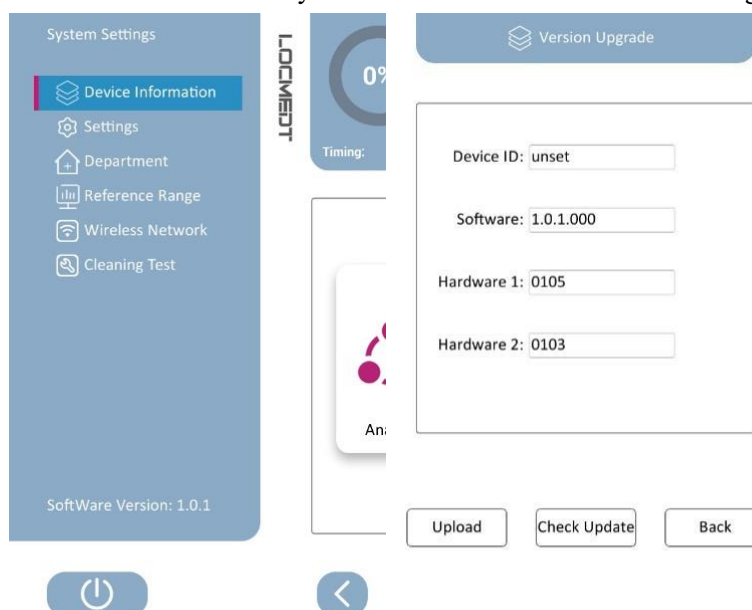 System Settings
Device Information
Settings
Department
Reference Range
Wireless Network
Cleaning Test
SoftWare Version: 1.0.1
LOCMEDT
0%
Timing:
Version Upgrade
Device ID: unset
Software: 1.0.1.000
Hardware 1: 0105
Hardware 2: 0103
Upload
Check Update
Back